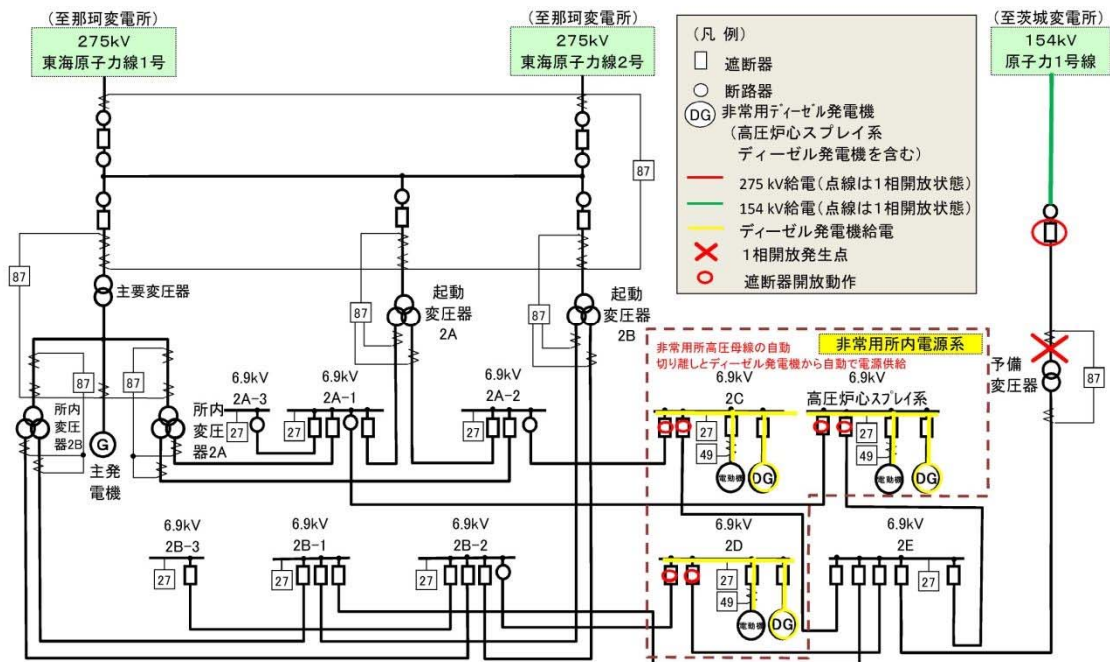 (至那珂変電所)
275kV
東海原子力線1号
(至那珂変電所)
275kV
東海原子力線2号
(至茨城変電所)
154kV
原子力1号線
(凡 例)
遮断器
断路器
DG
非常用ディーゼル発電機
(高圧炉心スプレイ系
ディーゼル発電機を含む)
275 kV給電(点線は1相開放状態)
154 kV給電(点線は1相開放状態)
ディーゼル発電機給電
1相開放発生点
遮断器開放動作
87
87
87
87
主要変圧器
起動
変圧器
2A
起動
変圧器
2B
87
87
所内
変圧
器2B
G
主発
電機
所内
変圧
器2A
予備
変圧器
87
非常用所高圧母線の自動
切り離しとディーゼル発電機から自動で電源供給
非常用所内電源系
6.9kV
2A-3
27
6.9kV
2A-1
27
6.9kV
2A-2
27
6.9kV
2C
27
49
電動機
DG
6.9kV
高圧炉心スプレイ系
27
49
電動機
DG
6.9kV
2B-3
27
6.9kV
2B-1
27
6.9kV
2B-2
27
6.9kV
2D
27
49
電動機
DG
6.9kV
2E
27